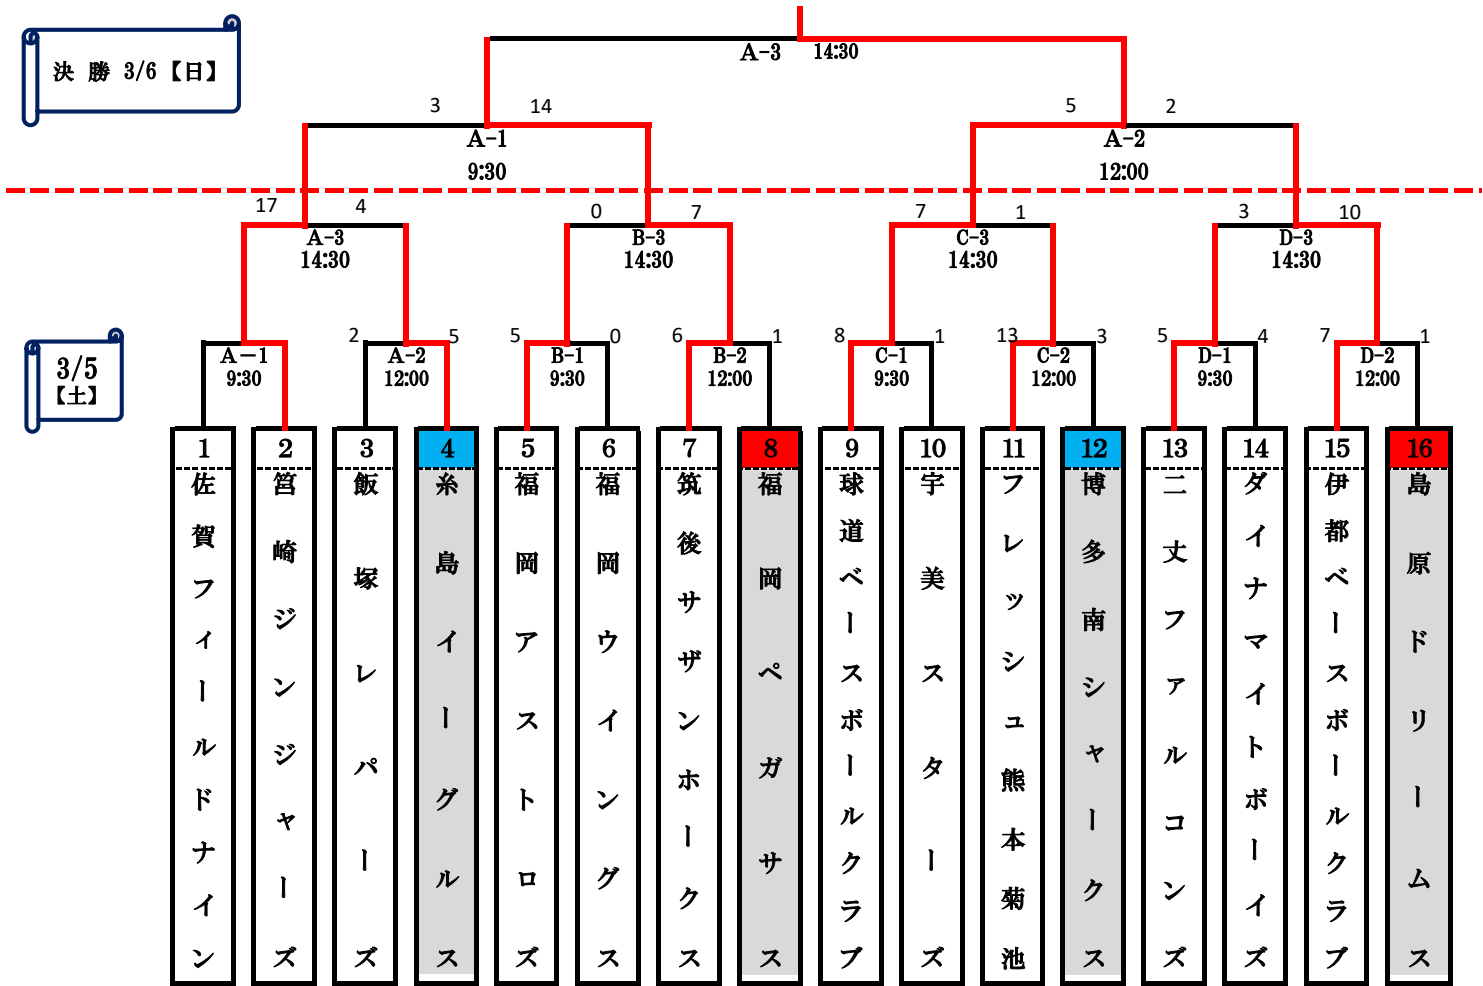 決 勝 3/6【日】
A-3 14:30
3 14 5 2
A-1 A-2
9:30 12:00
17 4 0 7 7 1 3 10
A-3 B-3 C-3 D-3
14:30 14:30 14:30 14:30
3/5
【土】
2 5 5 0 6 1 8 1 13 3 5 4 7 1
A-1 A-2 B-1 B-2 C-1 C-2 D-1 D-2
9:30 12:00 9:30 12:00 9:30 12:00 9:30 12:00
1 2 3 4 5 6 7 8 9 10 11 12 13 14 15 16
佐賀フィールドナイン
宮崎ジンジャーズ
飯塚レパーズ
糸島イーグルス
福岡アストロズ
福岡ウイングス
筑後サザンホークス
福岡ペガサス
球道ベースボールクラブ
宇美スターズ
フレッシュ熊本菊池
博多南シャークス
二丈ファルコンズ
ダイナマイトボーイズ
伊都ベースボールクラブ
島原ドリームス